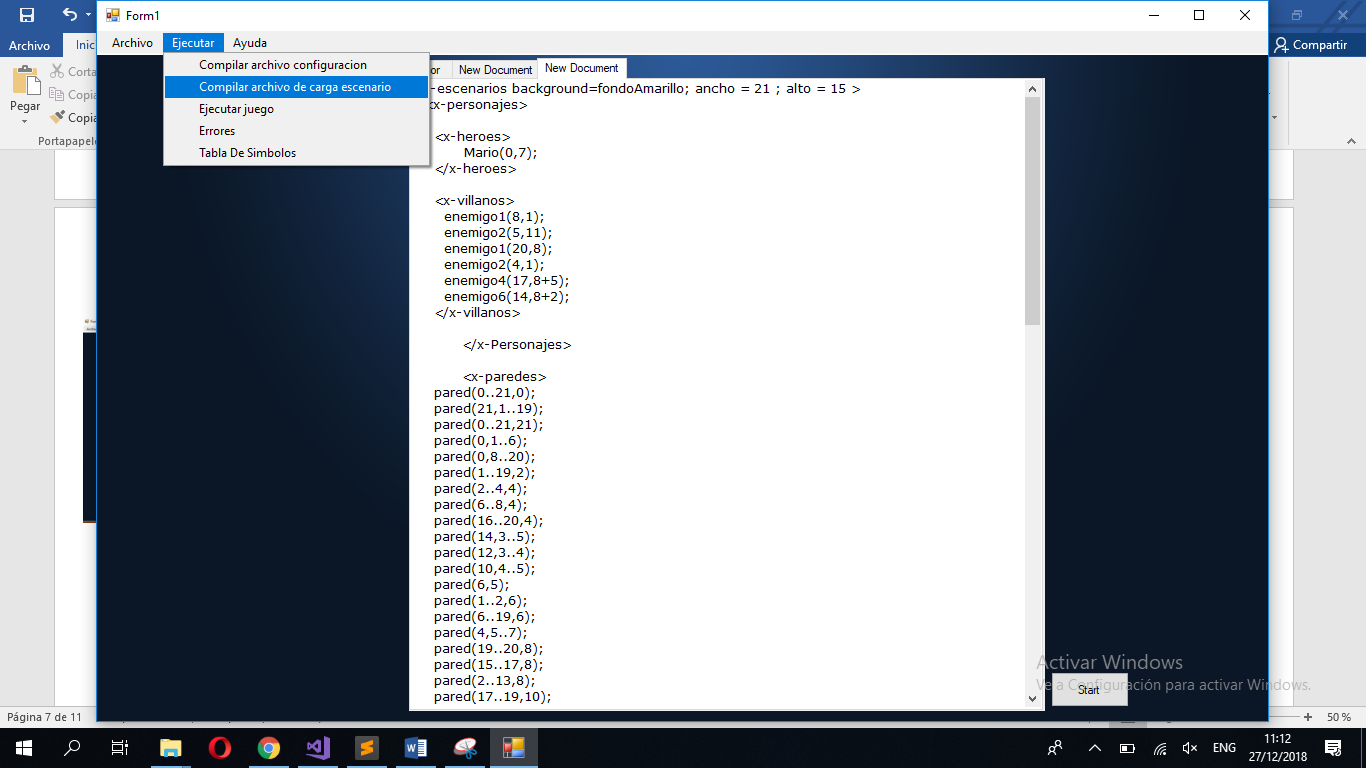 Form1
Archivo Ejecutar Ayuda
Archivo Inic
Compartir
Compilar archivo configuracion
Compilar archivo de carga escenario
Ejecutar juego
Errores
Tabla De Simbolos
Corta
Copia
Pegar
Portapapele
or New Document New Document
-escenarios background=fondoAmarillo; ancho = 21 ; alto = 15 >
<x-personajes>
<x-heroes>
Mario(0,7);
</x-heroes>
<x-villanos>
enemigo1(8,1);
enemigo2(5,11);
enemigo1(20,8);
enemigo2(4,1);
enemigo4(17,8+5);
enemigo6(14,8+2);
</x-villanos>
</x-Personajes>
<x-paredes>
pared(0..21,0);
pared(21,1..19);
pared(0..21,21);
pared(0,1..6);
pared(0,8..20);
pared(1..19,2);
pared(2..4,4);
pared(6..8,4);
pared(16..20,4);
pared(14,3..5);
pared(12,3..4);
pared(10,4..5);
pared(6,5);
pared(1..2,6);
pared(6..19,6);
pared(4,5..7);
pared(19..20,8);
pared(15..17,8);
pared(2..13,8);
pared(17..19,10);
Activar Windows
Ve a Configuración para activar Windows.
Start
Página 7 de 11
50 %
ENG
11:12
27/12/2018